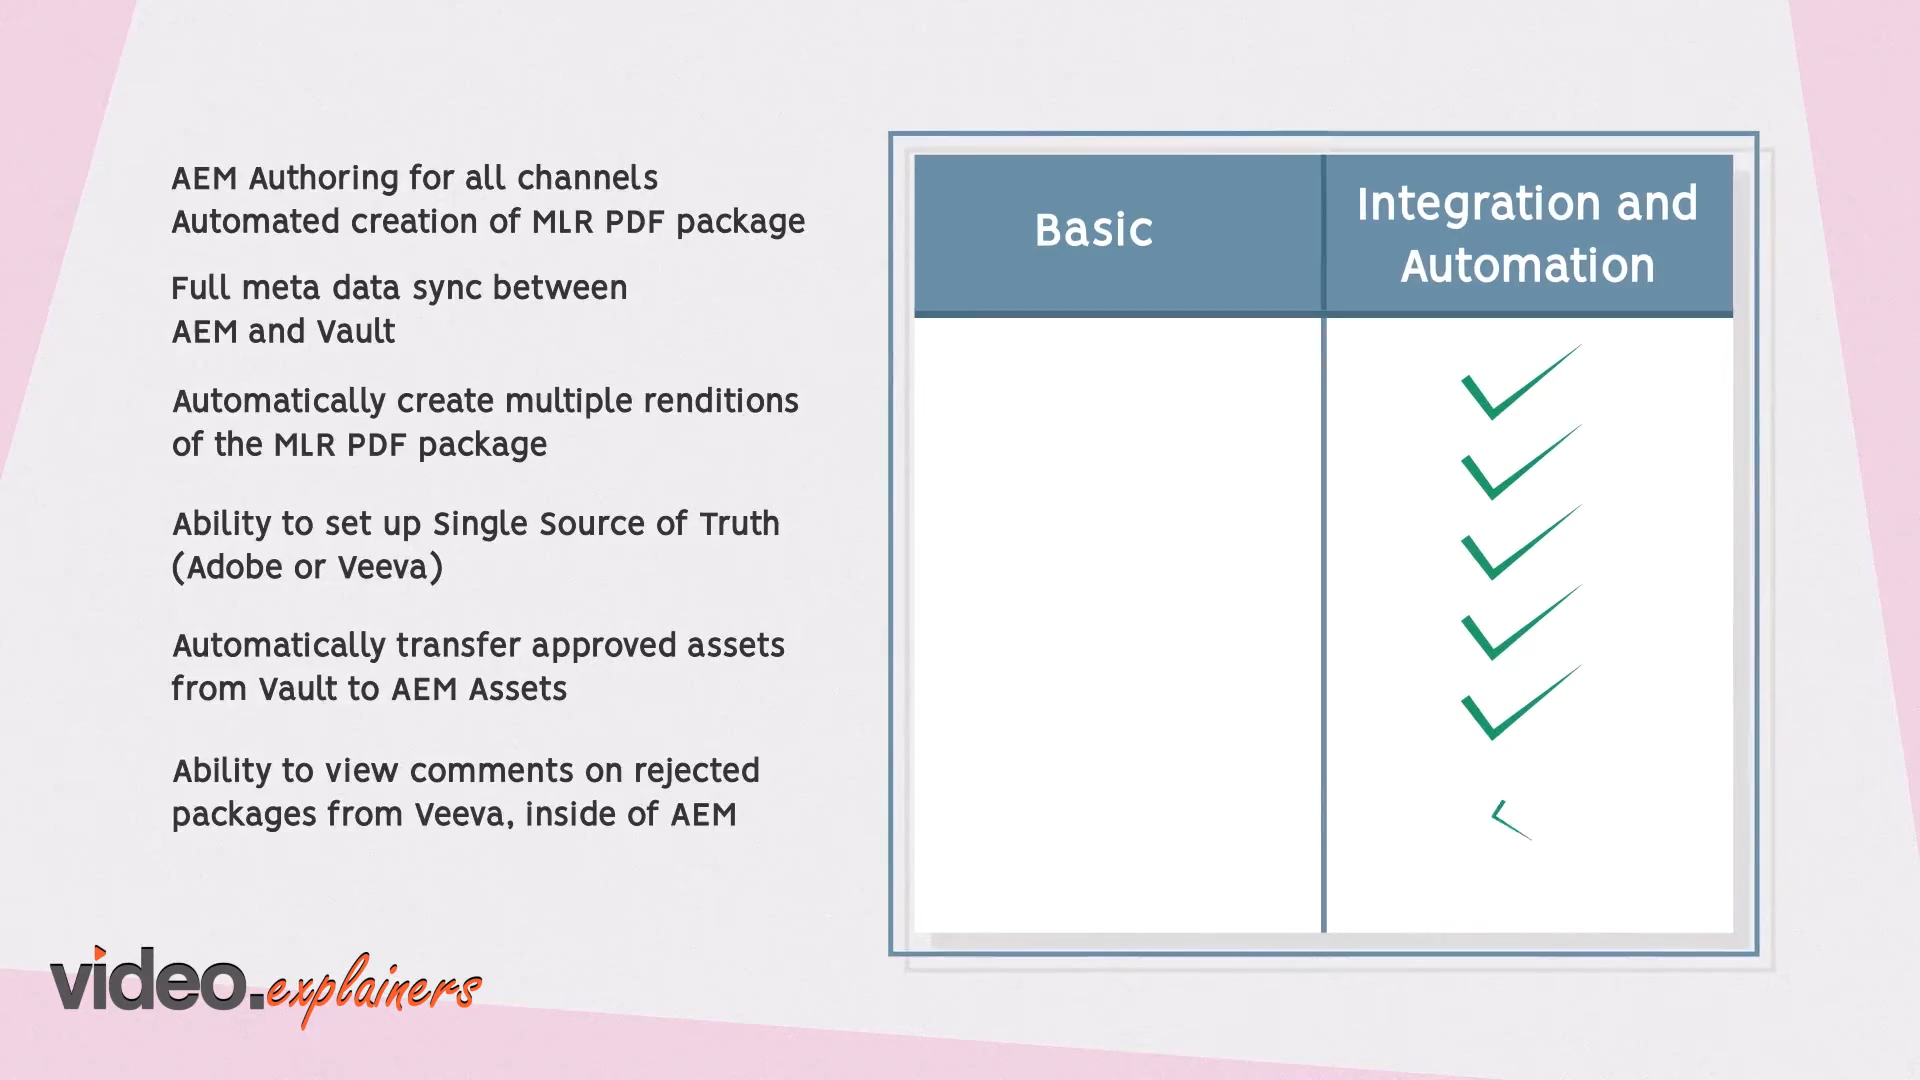 AEM Authoring for all channels
Automated creation of MLR PDF package
Full meta data sync between
AEM and Vault
Automatically create multiple renditions
of the MLR PDF package
Ability to set up Single Source of Truth
(Adobe or Veeva)
Automatically transfer approved assets
from Vault to AEM Assets
Ability to view comments on rejected
packages from Veeva, inside of AEM
Basic
Integration and
Automation
video.explainers